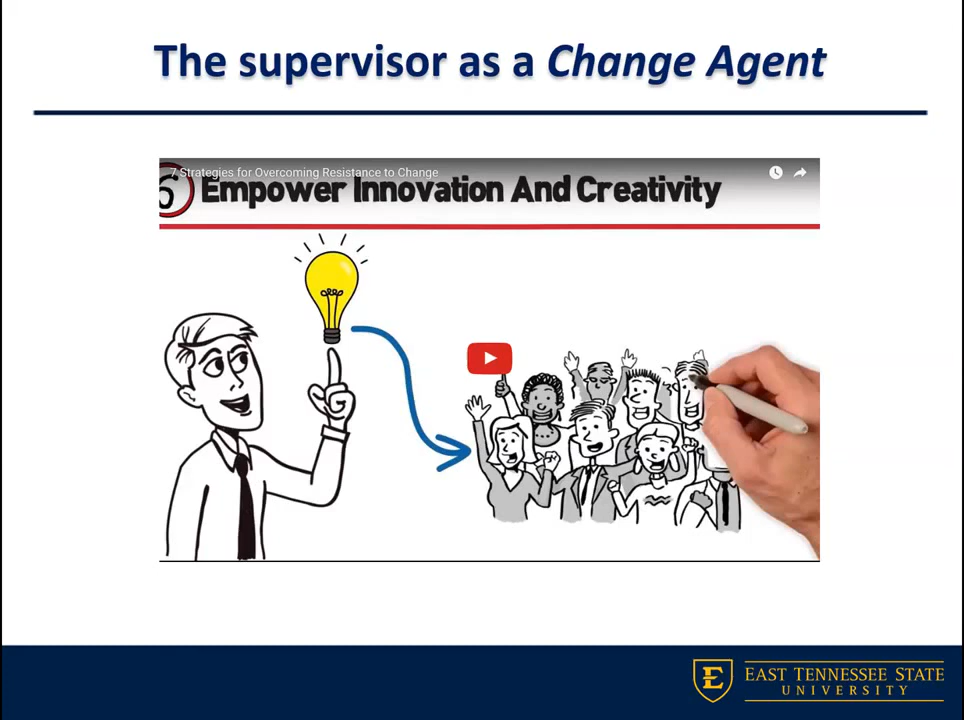 The supervisor as a Change Agent
7 Strategies for Overcoming Resistance to Change
6 Empower Innovation And Creativity
E
EAST TENNESSEE STATE
UNIVERSITY